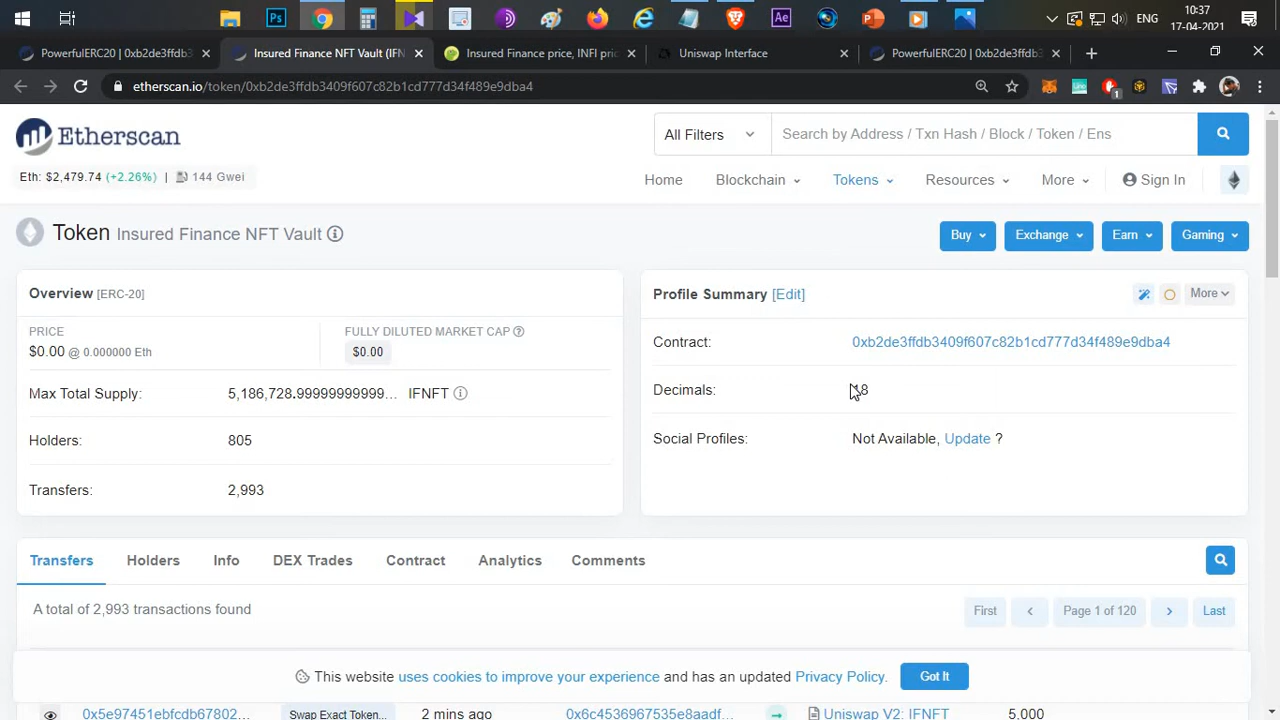 10:37
ENG
17-04-2021
PowerfulERC20 | 0xb2de3ffdb3
Insured Finance NFT Vault (IFN
Insured Finance price, INFI pric
Uniswap Interface
PowerfulERC20 | 0xb2de3ffdb3
etherscan.io/token/0xb2de3ffdb3409f607c82b1cd777d34f489e9dba4
Etherscan
All Filters
Search by Address / Txn Hash / Block / Token / Ens
Eth: $2,479.74 (+2.26%) | 144 Gwei
Home Blockchain Tokens Resources More Sign In
Token Insured Finance NFT Vault
Buy Exchange Earn Gaming
Overview [ERC-20]
PRICE
$0.00 @ 0.000000 Eth
FULLY DILUTED MARKET CAP
$0.00
Max Total Supply: 5,186,728.99999999999... IFNFT
Holders: 805
Transfers: 2,993
Profile Summary [Edit]
More
Contract: 0xb2de3ffdb3409f607c82b1cd777d34f489e9dba4
Decimals: 18
Social Profiles: Not Available, Update ?
Transfers Holders Info DEX Trades Contract Analytics Comments
A total of 2,993 transactions found
First Page 1 of 120 Last
This website uses cookies to improve your experience and has an updated Privacy Policy. Got It
0x5e97451ebfcdb67802... Swap Exact Token... 2 mins ago 0x6c4536967535e8aadf... Uniswap V2: IFNFT 5.000